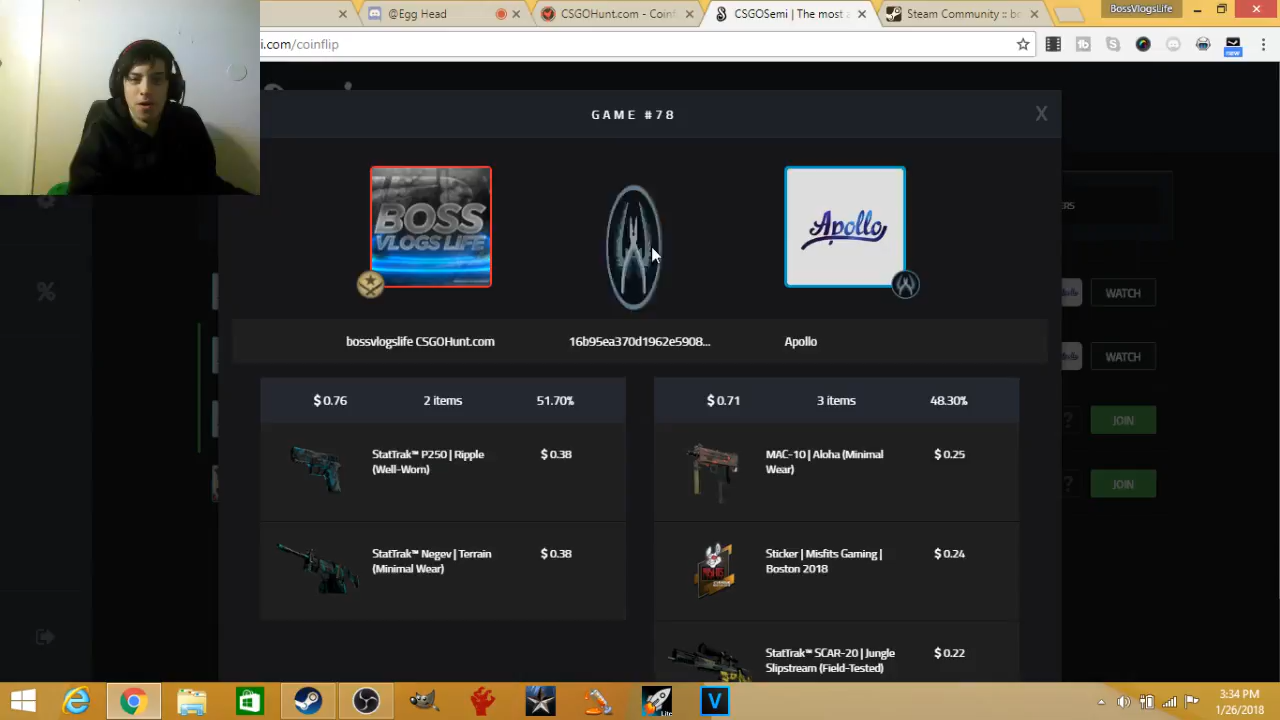 @Egg Head
CSGOHunt.com - Coinf
CSGOSemi | The most a
Steam Community :: b
BossVlogsLife
i.com/coinflip
new
GAME #78
X
BOSS
VLOGS LIFE
Apollo
ERS
WATCH
WATCH
JOIN
JOIN
bossvlogslife CSGOHunt.com
16b95ea370d1962e5908...
Apollo
$ 0.76
2 items
51.70%
$ 0.71
3 items
48.30%
StatTrak™ P250 | Ripple
(Well-Worn)
$ 0.38
MAC-10 | Aloha (Minimal
Wear)
$ 0.25
StatTrak™ Negev | Terrain
(Minimal Wear)
$ 0.38
Sticker | Misfits Gaming |
Boston 2018
$ 0.24
StatTrak™ SCAR-20 | Jungle
Slipstream (Field-Tested)
$ 0.22
Lite
V
3:34 PM
1/26/2018